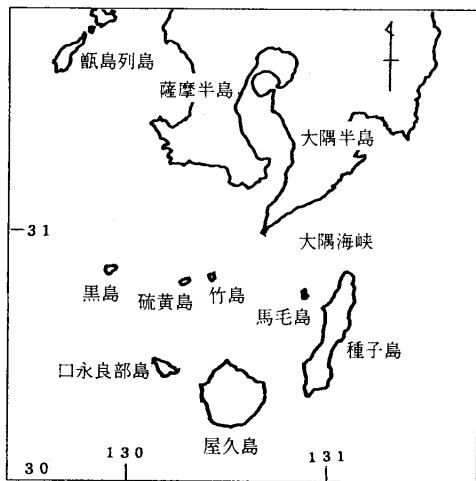 甑島列島
薩摩半島
大隅半島
31
大隅海峡
黒島
硫黄島
竹島
馬毛島
種子島
口永良部島
屋久島
130
131
30